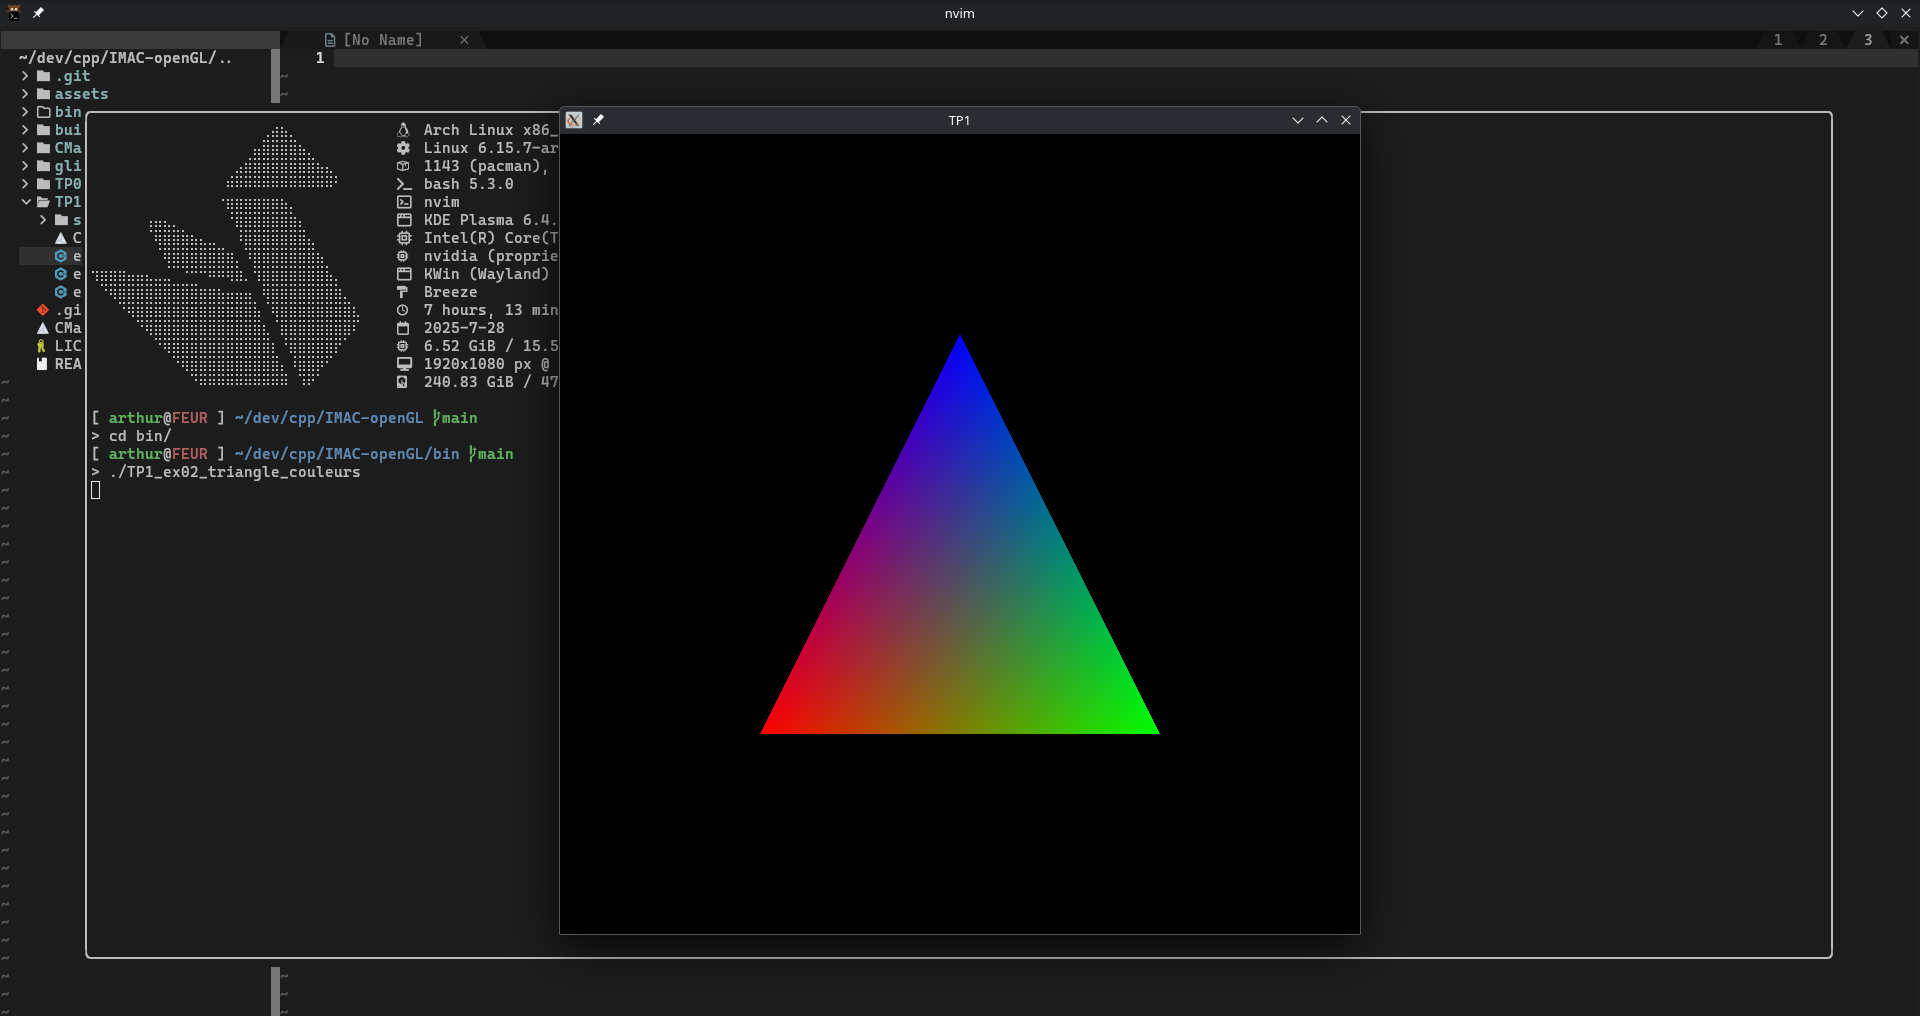 nvim
[No Name]
1 2 3
~/dev/cpp/IMAC-openGL/..
1
.git
assets
bin
bui
CMa
gli
TP0
TP1
s
C
e
e
e
.gi
CMa
LIC
REA
Arch Linux x86_
Linux 6.15.7-ar
1143 (pacman),
bash 5.3.0
nvim
KDE Plasma 6.4.
Intel(R) Core(T
nvidia (proprie
KWin (Wayland)
Breeze
7 hours, 13 min
2025-7-28
6.52 GiB / 15.5
1920x1080 px @
240.83 GiB / 47
[ arthur@FEUR ] ~/dev/cpp/IMAC-openGL main
> cd bin/
[ arthur@FEUR ] ~/dev/cpp/IMAC-openGL/bin main
> ./TP1_ex02_triangle_couleurs
TP1